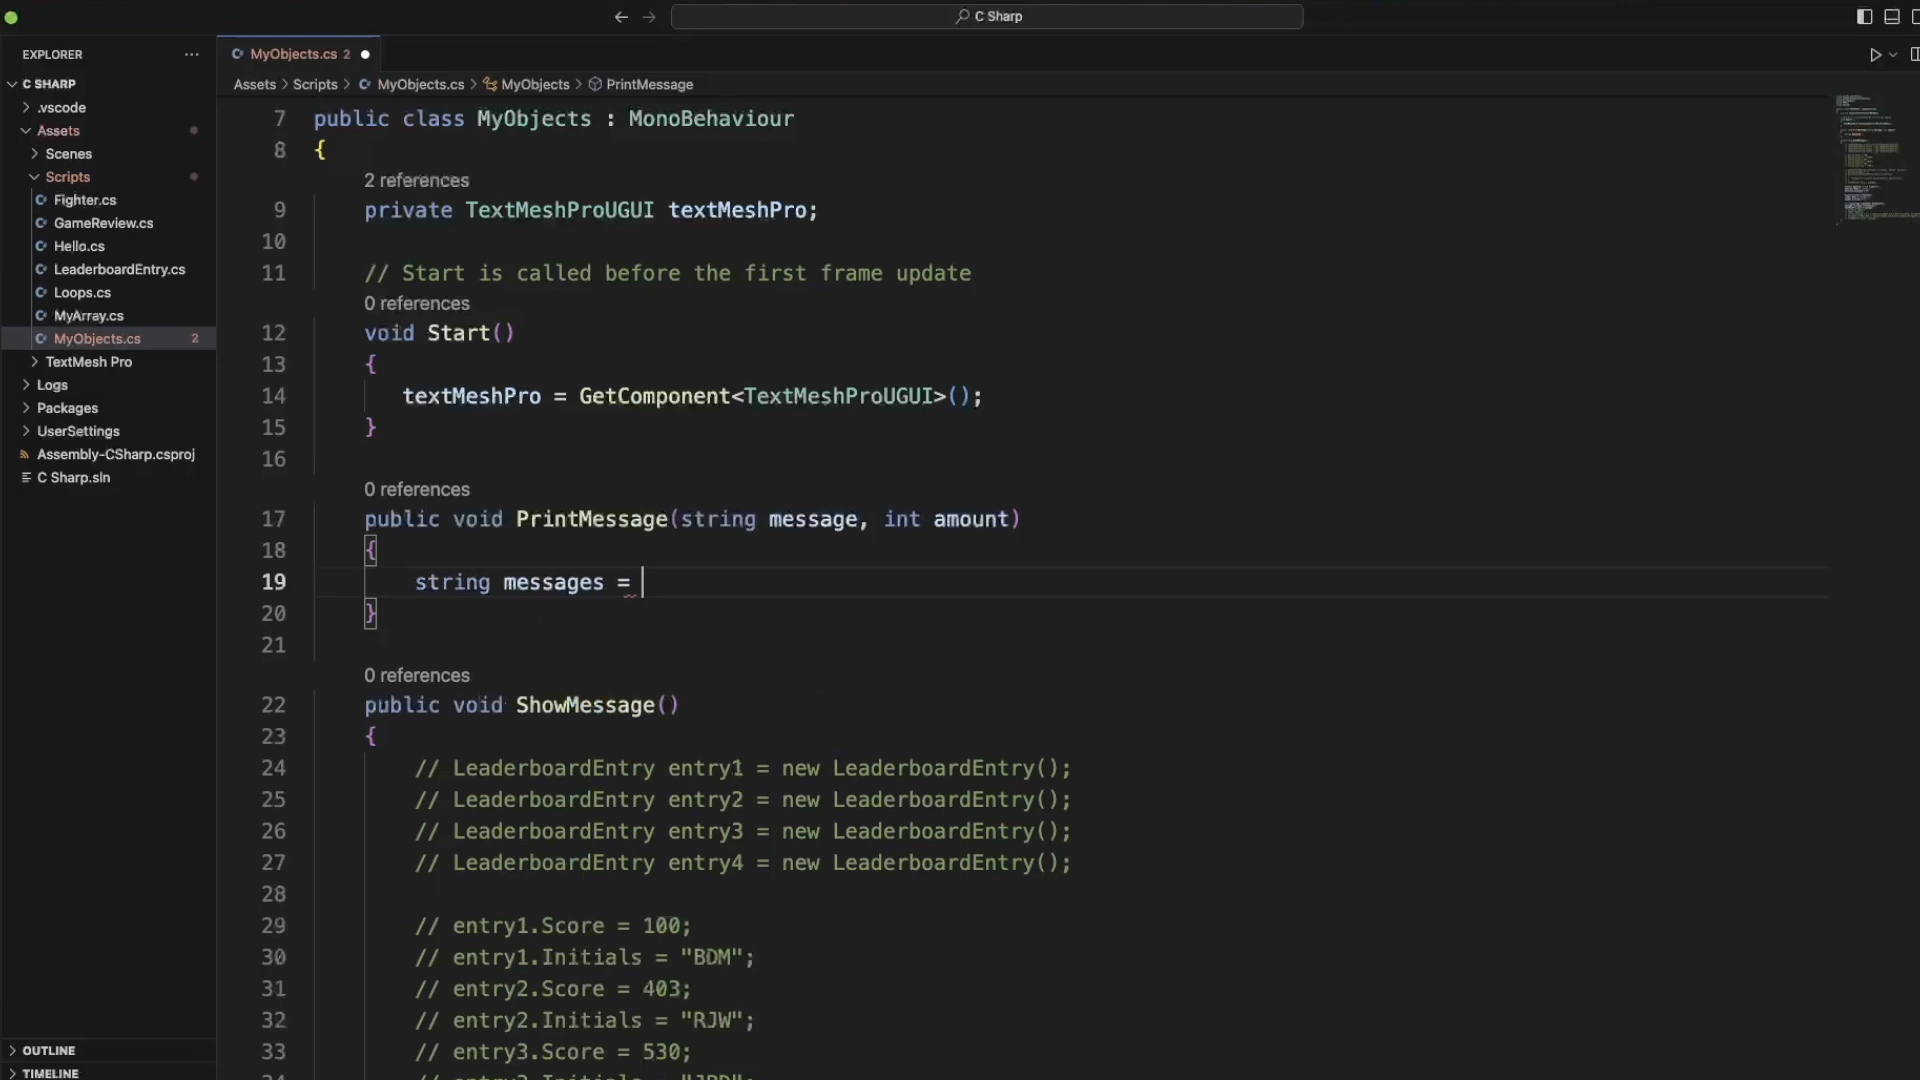 C Sharp
EXPLORER ···
MyObjects.cs 2
C SHARP
Assets > Scripts > MyObjects.cs > MyObjects > PrintMessage
.vscode
Assets
Scenes
Scripts
Fighter.cs
GameReview.cs
Hello.cs
LeaderboardEntry.cs
Loops.cs
MyArray.cs
MyObjects.cs 2
TextMesh Pro
Logs
Packages
UserSettings
Assembly-CSharp.csproj
C Sharp.sln
OUTLINE
TIMELINE
7 public class MyObjects : MonoBehaviour
8 {
2 references
9 private TextMeshProUGUI textMeshPro;
10
11 // Start is called before the first frame update
0 references
12 void Start()
13 {
14 textMeshPro = GetComponent<TextMeshProUGUI>();
15 }
16
0 references
17 public void PrintMessage(string message, int amount)
18 {
19 string messages =
20 }
21
0 references
22 public void ShowMessage()
23 {
24 // LeaderboardEntry entry1 = new LeaderboardEntry();
25 // LeaderboardEntry entry2 = new LeaderboardEntry();
26 // LeaderboardEntry entry3 = new LeaderboardEntry();
27 // LeaderboardEntry entry4 = new LeaderboardEntry();
28
29 // entry1.Score = 100;
30 // entry1.Initials = "BDM";
31 // entry2.Score = 403;
32 // entry2.Initials = "RJW";
33 // entry3.Score = 530;